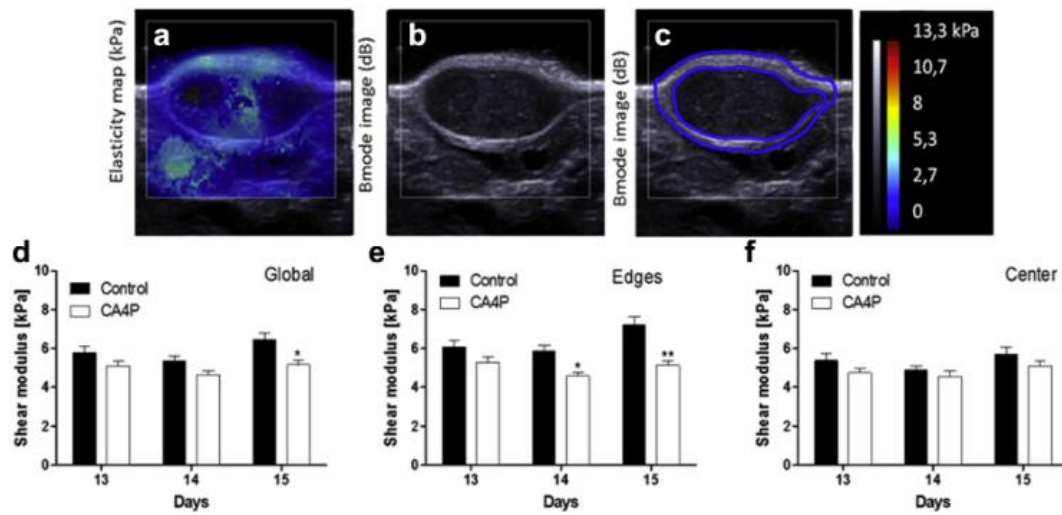 a
Elasticity map (kPa)
b
Bmode image (dB)
c
Bmode image (dB)
13,3 kPa
10,7
8
5,3
2,7
0
d
Global
Control
CA4P
Shear modulus [kPa]
10
8
6
4
2
0
*
13 14 15
Days
e
Edges
Control
CA4P
Shear modulus [kPa]
10
8
6
4
2
0
*
**
13 14 15
Days
f
Center
Control
CA4P
Shear modulus [kPa]
10
8
6
4
2
0
13 14 15
Days